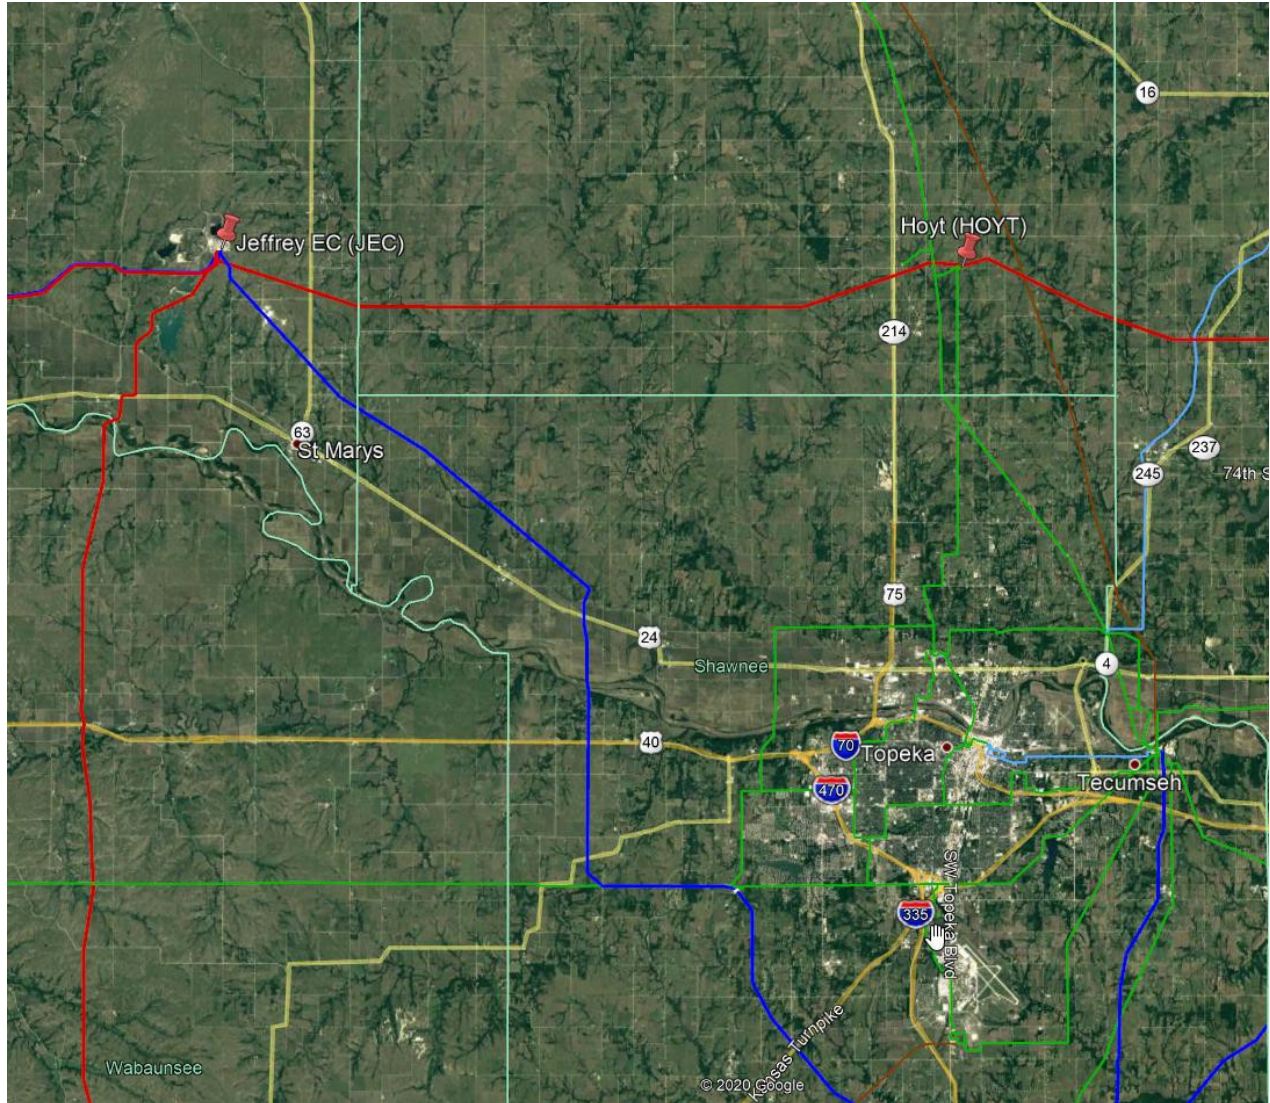 16
Jeffrey EC (JEC)
Hoyt (HOYT)
214
63
St Marys
237
245
74th S
75
24
Shawnee
4
40
70
Topeka
Tecumseh
470
SW Topeka Blvd
335
Kansas Turnpike
Wabaunsee
© 2020 Google